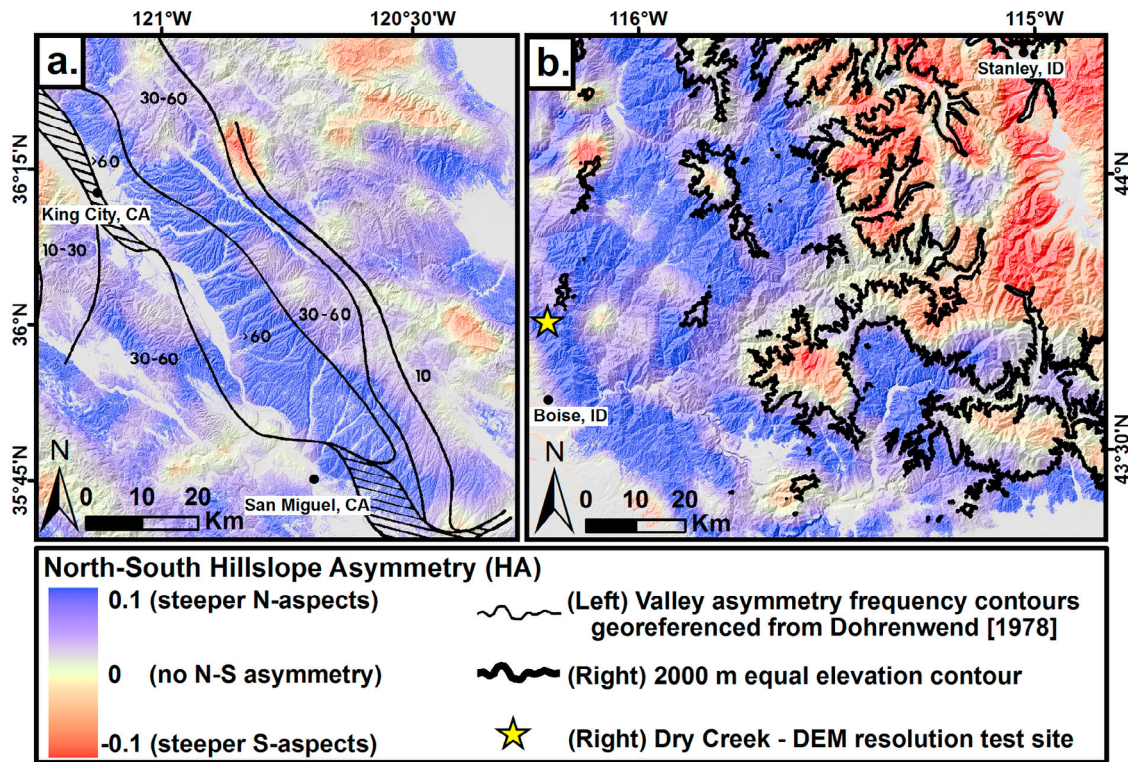 121°W
120°30'W
116°W
115°W
a.
b.
Stanley, ID
30-60
36°15'N
>60
44°N
King City, CA
10-30
36°N
30-60
>60
30-60
10
Boise, ID
N
N
35°45'N
43°30'N
San Miguel, CA
0 10 20
Km
0 10 20
Km
North-South Hillslope Asymmetry (HA)
0.1 (steeper N-aspects)
0 (no N-S asymmetry)
-0.1 (steeper S-aspects)
(Left) Valley asymmetry frequency contours
georeferenced from Dohrenwend [1978]
(Right) 2000 m equal elevation contour
(Right) Dry Creek - DEM resolution test site